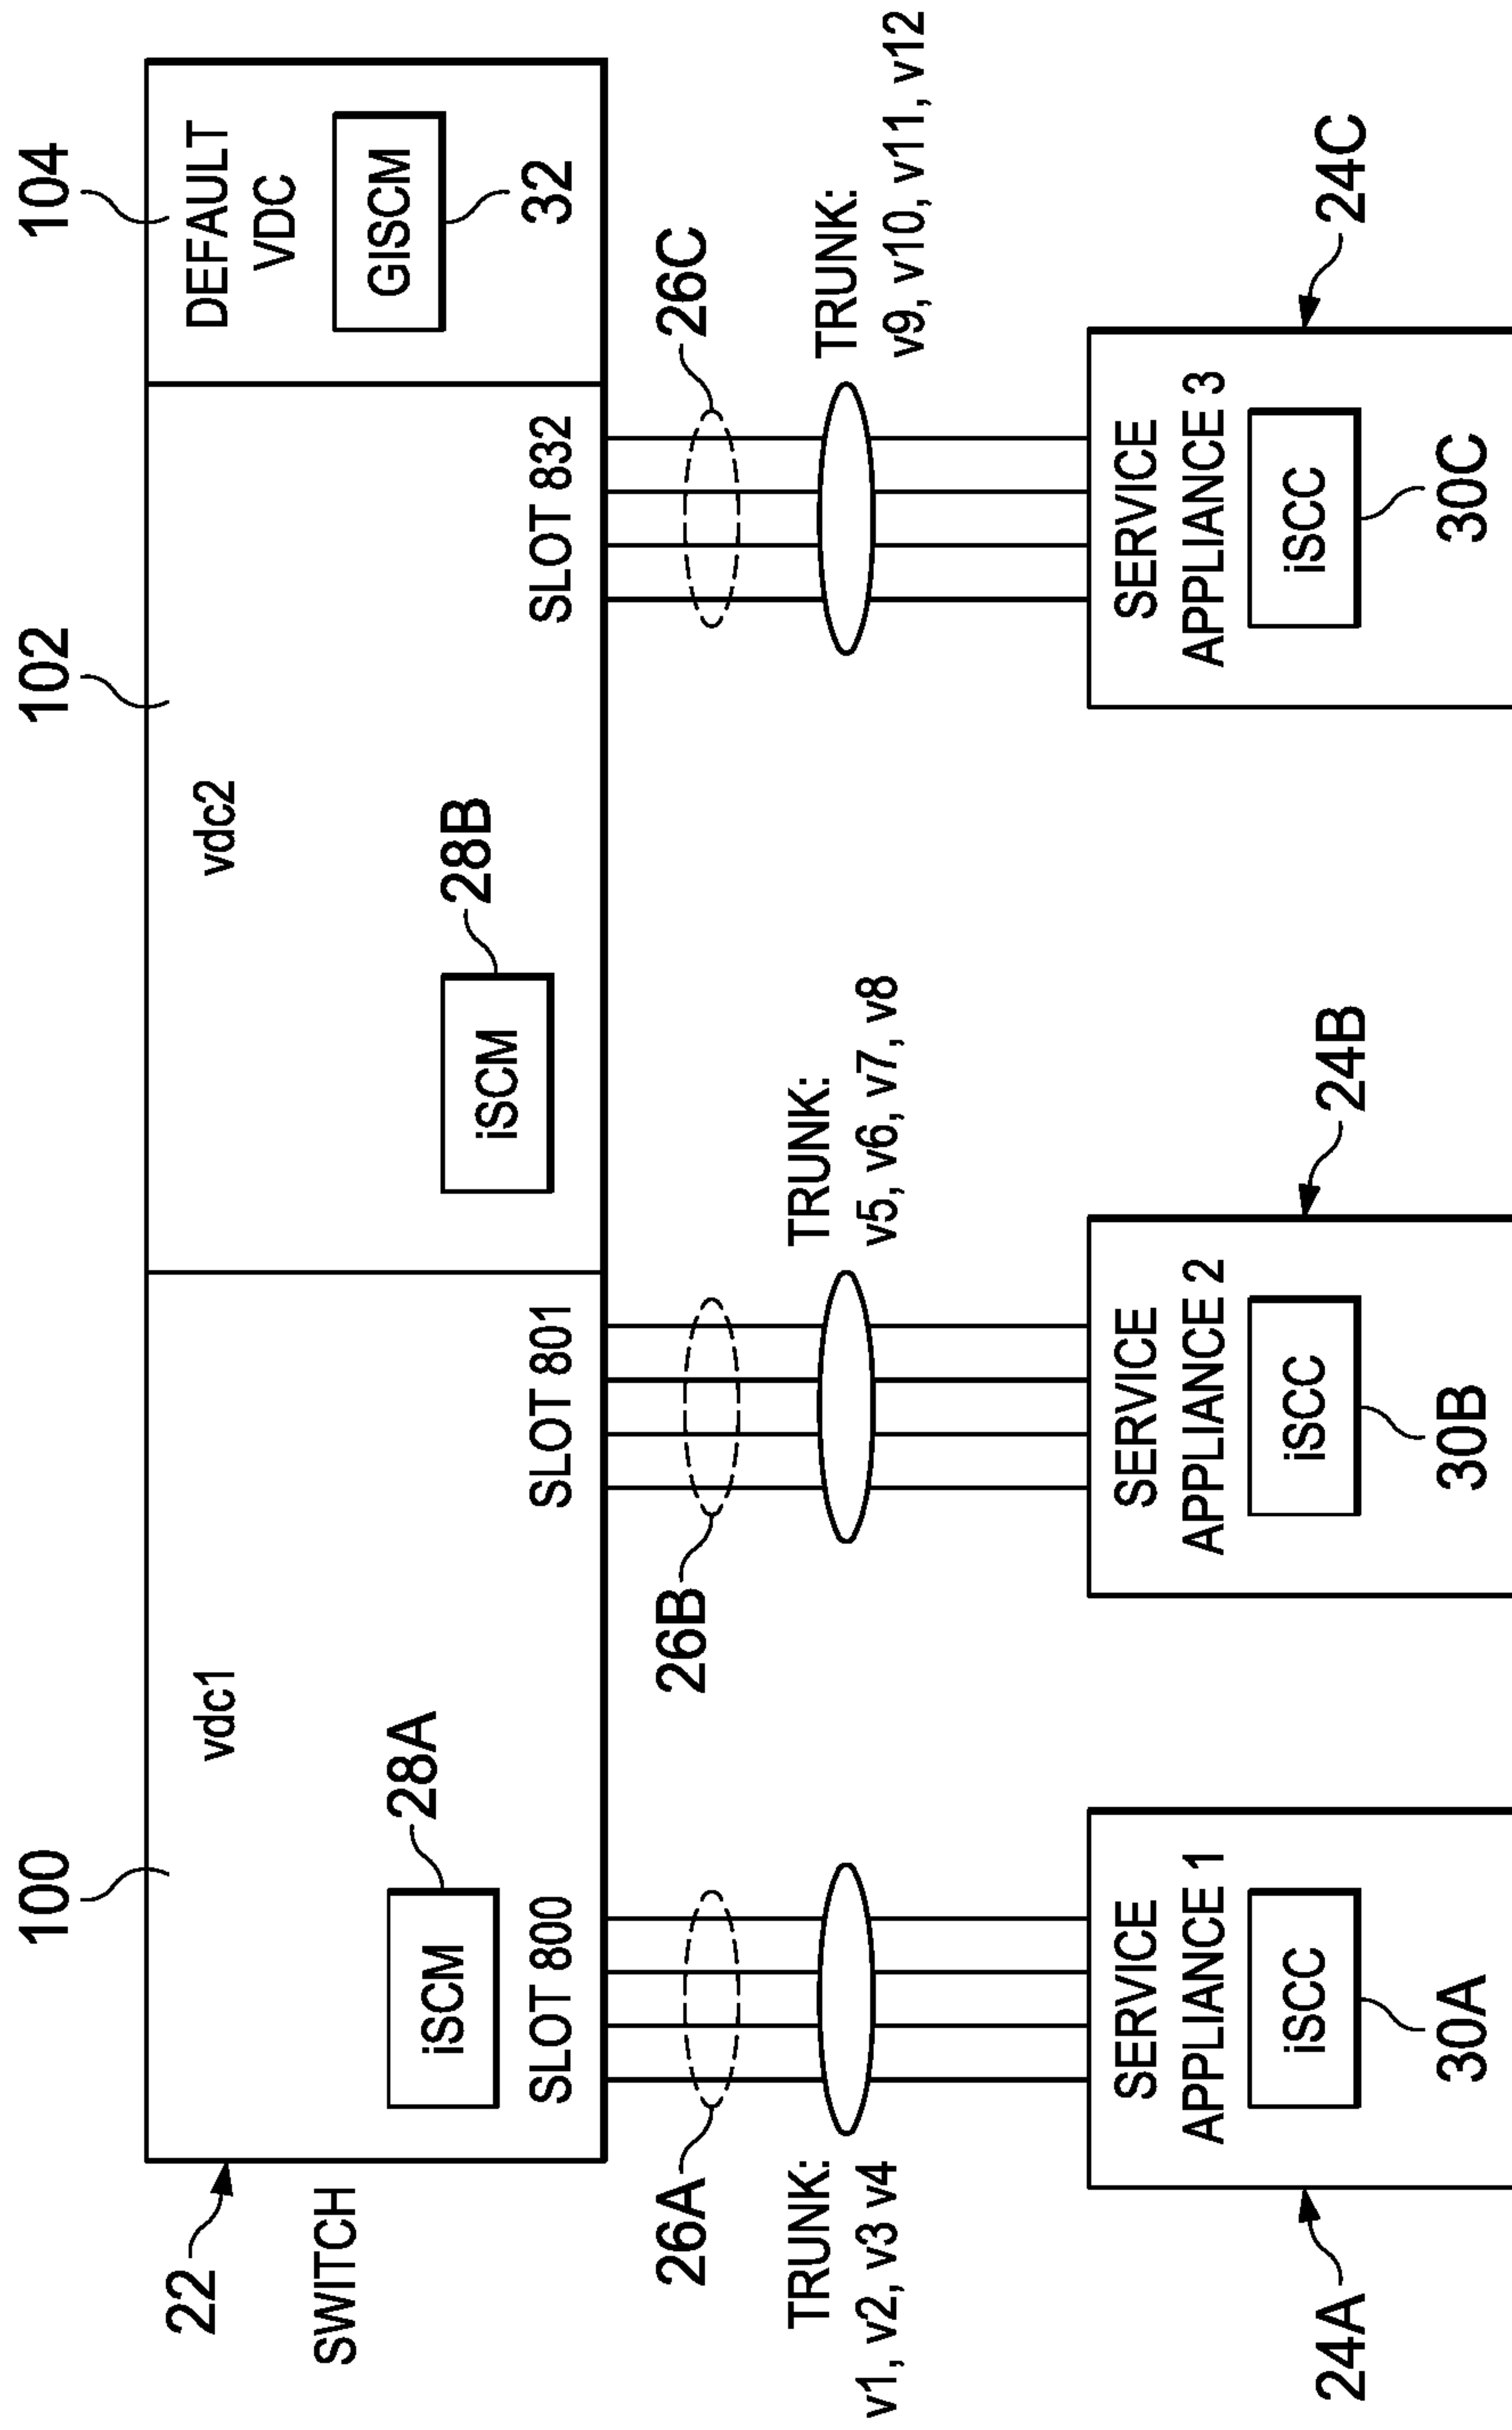 100
102
104
22
SWITCH
vdc1
vdc2
DEFAULT
VDC
28A
iSCM
28B
iSCM
GISCM
32
SLOT 800
SLOT 801
SLOT 832
26A
26B
26C
TRUNK:
v1, v2, v3 v4
TRUNK:
v5, v6, v7, v8
TRUNK:
v9, v10, v11, v12
SERVICE
APPLIANCE 1
iSCC
30A
24A
SERVICE
APPLIANCE 2
iSCC
30B
24B
SERVICE
APPLIANCE 3
iSCC
30C
24C